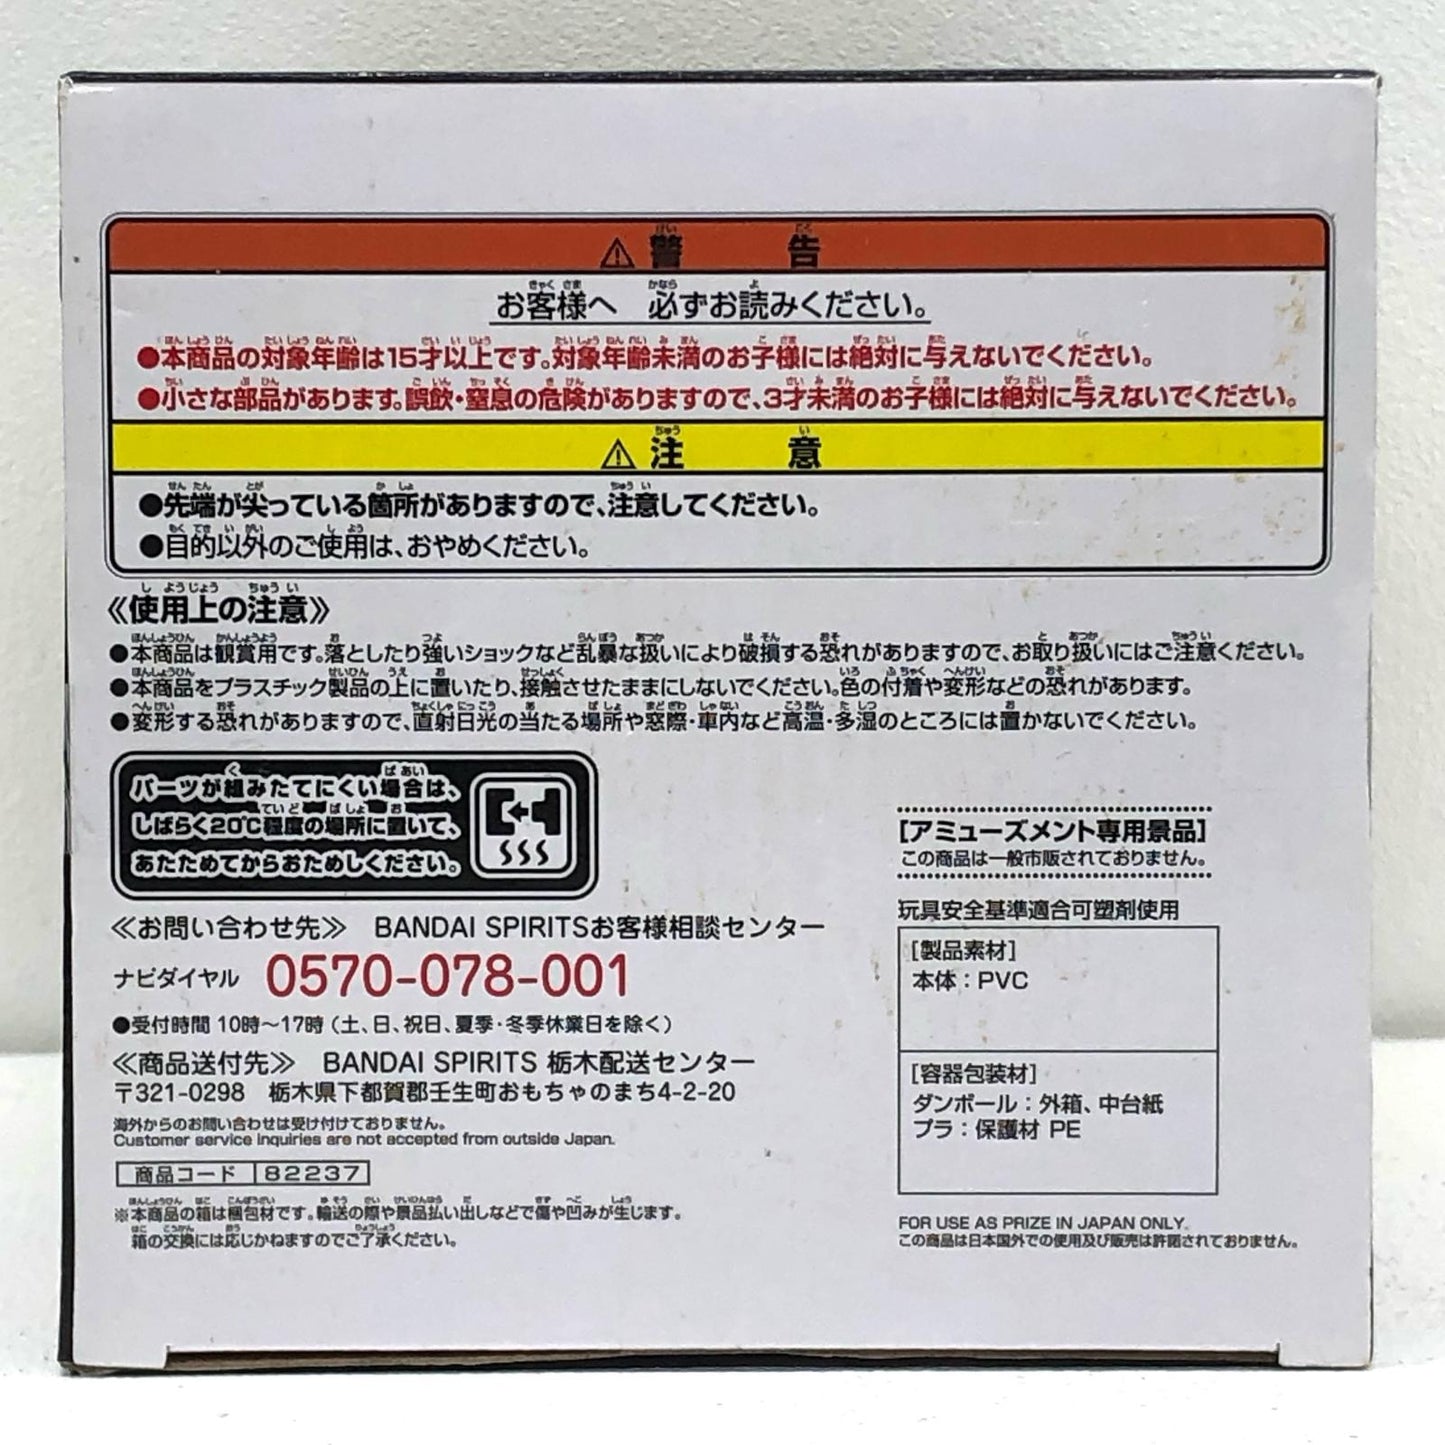 ⚠警告
お客様へ 必ずお読みください。
●本商品の対象年齢は15才以上です。対象年齢未満のお子様には絶対に与えないでください。
●小さな部品があります。誤飲・窒息の危険がありますので、3才未満のお子様には絶対に与えないでください。
⚠注意
●先端が尖っている箇所がありますので、注意してください。
●目的以外のご使用は、おやめください。
《使用上の注意》
●本商品は観賞用です。落としたり強いショックなど乱暴な扱いにより破損する恐れがありますので、お取り扱いにはご注意ください。
●本商品をプラスチック製品の上に置いたり、接触させたままにしないでください。色の付着や変形などの恐れがあります。
●変形する恐れがありますので、直射日光の当たる場所や窓際・車内など高温・多湿のところには置かないでください。
パーツが組みたてにくい場合は、
しばらく20℃程度の場所に置いて、
あたためてからおためしください。
[アミューズメント専用景品]
この商品は一般市販されておりません。
≪お問い合わせ先≫ BANDAI SPIRITSお客様相談センター
ナビダイヤル 0570-078-001
●受付時間 10時～17時（土、日、祝日、夏季・冬季休業日を除く）
≪商品送付先≫ BANDAI SPIRITS 栃木配送センター
〒321-0298 栃木県下都賀郡壬生町おもちゃのまち4-2-20
海外からのお問い合わせは受け付けておりません。
Customer service inquiries are not accepted from outside Japan.
商品コード 82237
※本商品の箱は梱包材です。輸送の際や景品払い出しなどで傷や凹みが生じます。
箱の交換には応じかねますのでご了承ください。
玩具安全基準適合可塑剤使用
[製品素材]
本体：PVC
[容器包装材]
ダンボール：外箱、中台紙
プラ：保護材 PE
FOR USE AS PRIZE IN JAPAN ONLY.
この商品は日本国外での使用及び販売は許諾されておりません。